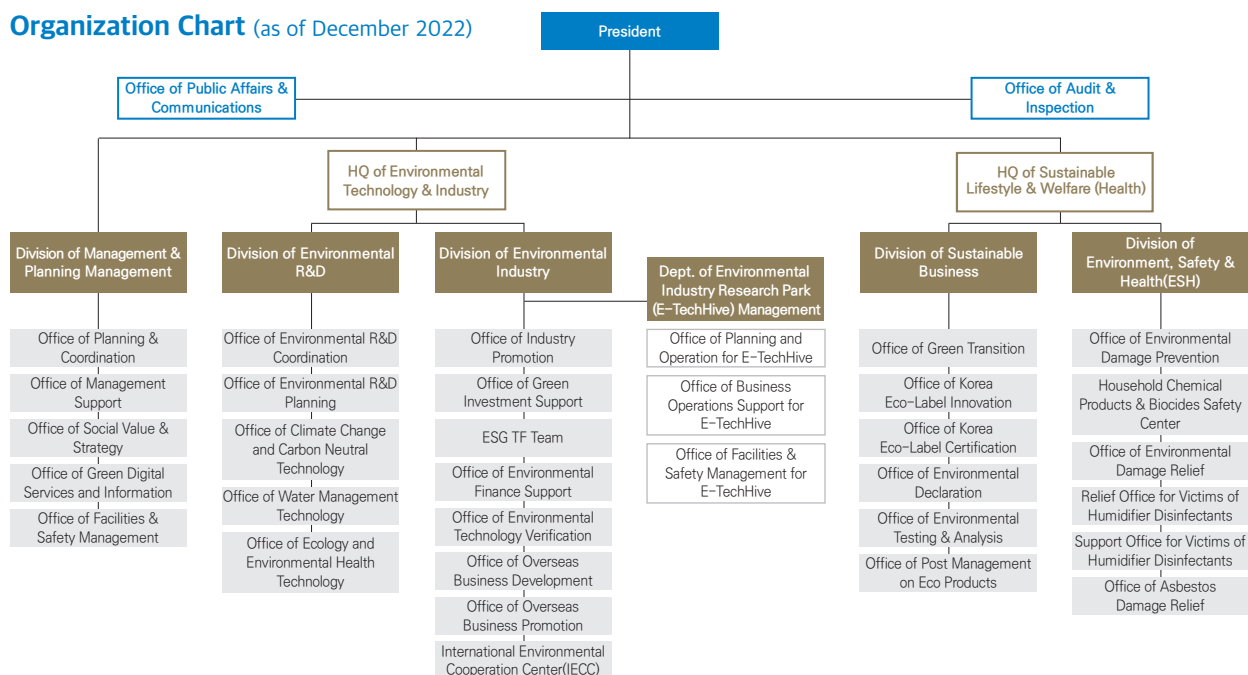 Organization Chart (as of December 2022)
President
Office of Public Affairs &
Communications
Office of Audit &
Inspection
HQ of Environmental
Technology & Industry
HQ of Sustainable
Lifestyle & Welfare (Health)
Division of Management &
Planning Management
Office of Planning &
Coordination
Office of Management
Support
Office of Social Value &
Strategy
Office of Green Digital
Services and Information
Office of Facilities &
Safety Management
Division of Environmental
R&D
Office of Environmental R&D
Coordination
Office of Environmental R&D
Planning
Office of Climate Change
and Carbon Neutral
Technology
Office of Water Management
Technology
Office of Ecology and
Environmental Health
Technology
Division of Environmental
Industry
Office of Industry
Promotion
Office of Green
Investment Support
ESG TF Team
Office of Environmental
Finance Support
Office of Environmental
Technology Verification
Office of Overseas
Business Development
Office of Overseas
Business Promotion
International Environmental
Cooperation Center(IECC)
Dept. of Environmental
Industry Research Park
(E-TechHive) Management
Office of Planning and
Operation for E-TechHive
Office of Business
Operations Support for
E-TechHive
Office of Facilities &
Safety Management for
E-TechHive
Division of Sustainable
Business
Office of Green Transition
Office of Korea
Eco-Label Innovation
Office of Korea
Eco-Label Certification
Office of Environmental
Declaration
Office of Environmental
Testing & Analysis
Office of Post Management
on Eco Products
Division of
Environment, Safety &
Health(ESH)
Office of Environmental
Damage Prevention
Household Chemical
Products & Biocides Safety
Center
Office of Environmental
Damage Relief
Relief Office for Victims of
Humidifier Disinfectants
Support Office for Victims of
Humidifier Disinfectants
Office of Asbestos
Damage Relief